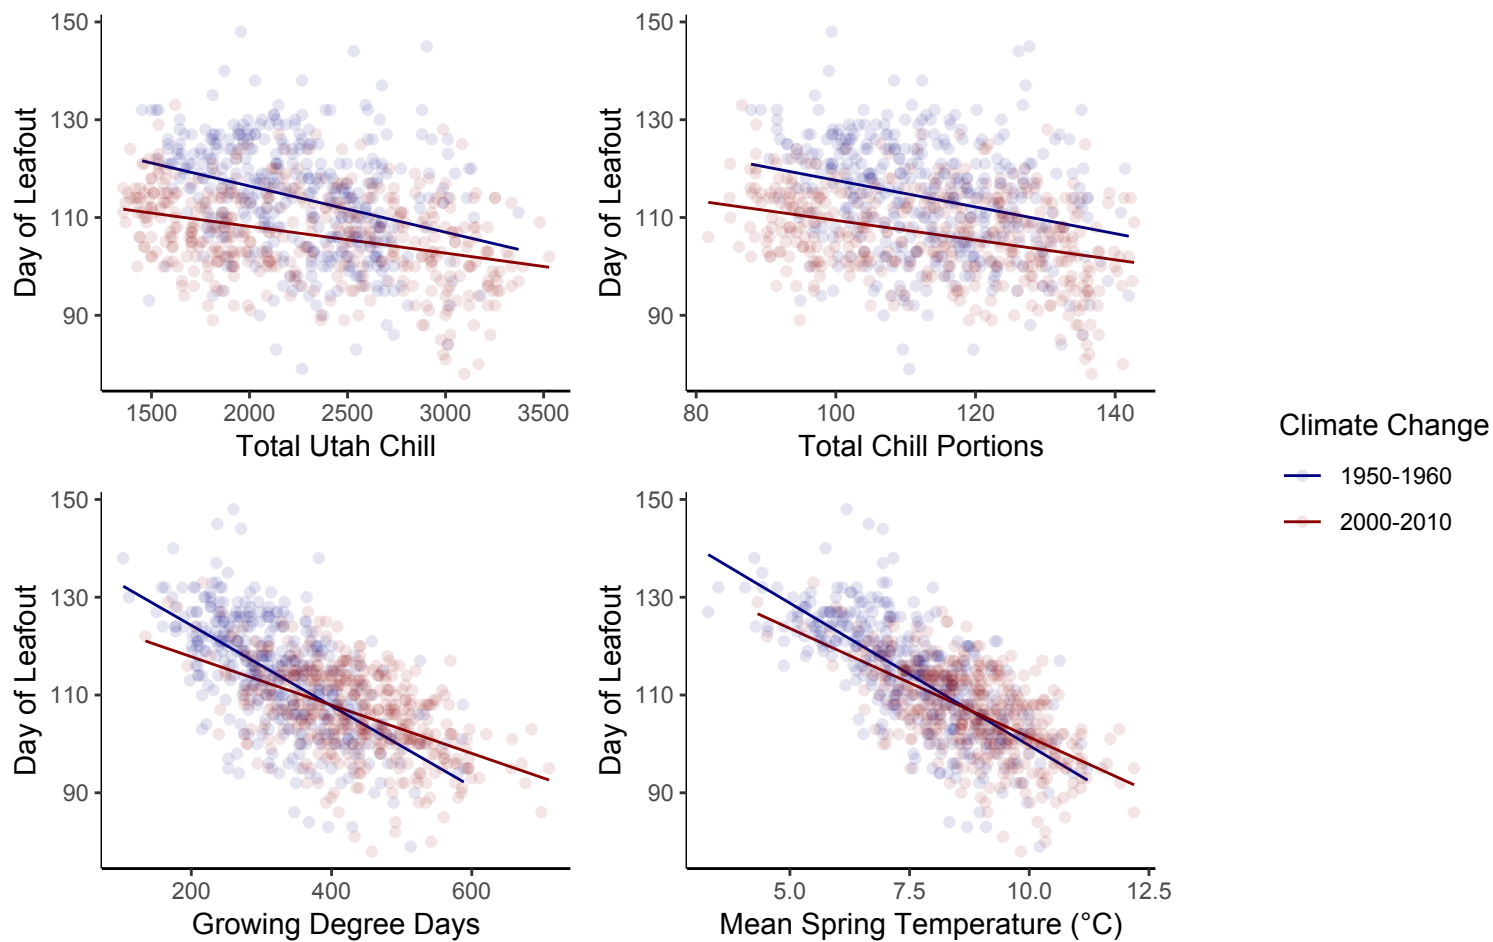 150
130
110
90
Day of Leafout
1500 2000 2500 3000 3500
Total Utah Chill
150
130
110
90
Day of Leafout
80 100 120 140
Total Chill Portions
150
130
110
90
Day of Leafout
200 400 600
Growing Degree Days
150
130
110
90
Day of Leafout
5.0 7.5 10.0 12.5
Mean Spring Temperature (°C)
Climate Change
1950-1960
2000-2010